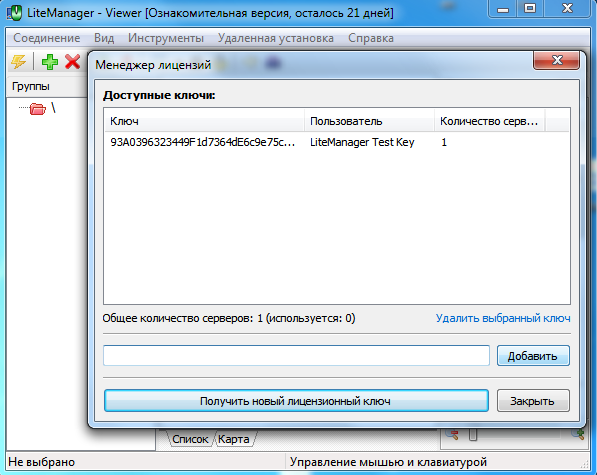 LiteManager - Viewer [Ознакомительная версия, осталось 21 дней]
Соединение Вид Инструменты Удаленная установка Справка
Группы
\
Менеджер лицензий
Доступные ключи:
Ключ Пользователь Количество серв...
93A0396323449F1d7364dE6c9e75c... LiteManager Test Key 1
Общее количество серверов: 1 (используется: 0) Удалить выбранный ключ
Добавить
Получить новый лицензионный ключ Закрыть
Список Карта
Не выбрано Управление мышью и клавиатурой